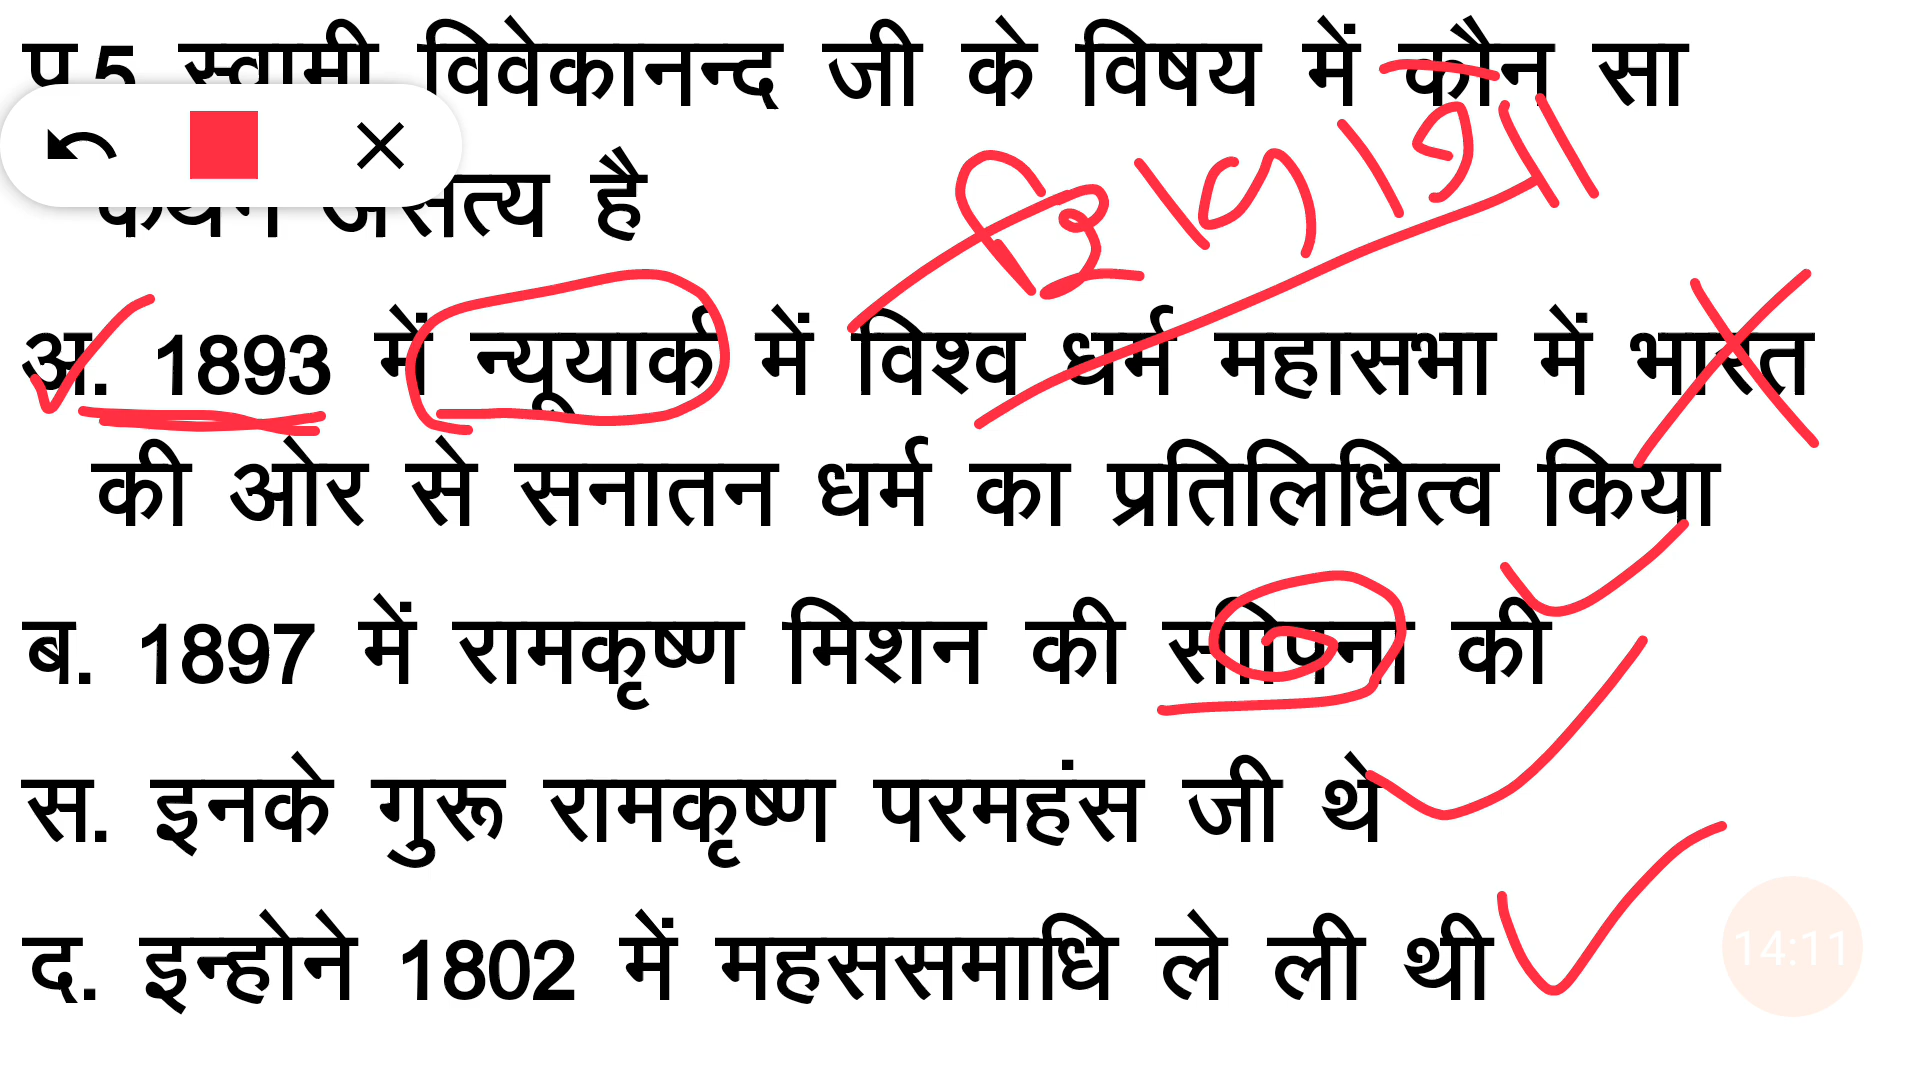 प्र.5 स्वामी विवेकानन्द जी के विषय में कौन सा
कथन असत्य है
अ. 1893 में न्यूयार्क में विश्व धर्म महासभा में भारत
की ओर से सनातन धर्म का प्रतिलिधित्व किया
ब. 1897 में रामकृष्ण मिशन की की
स. इनके गुरू रामकृष्ण परमहंस जी थे
द. इन्होने 1802 में महससमाधि ले ली थी
14:11